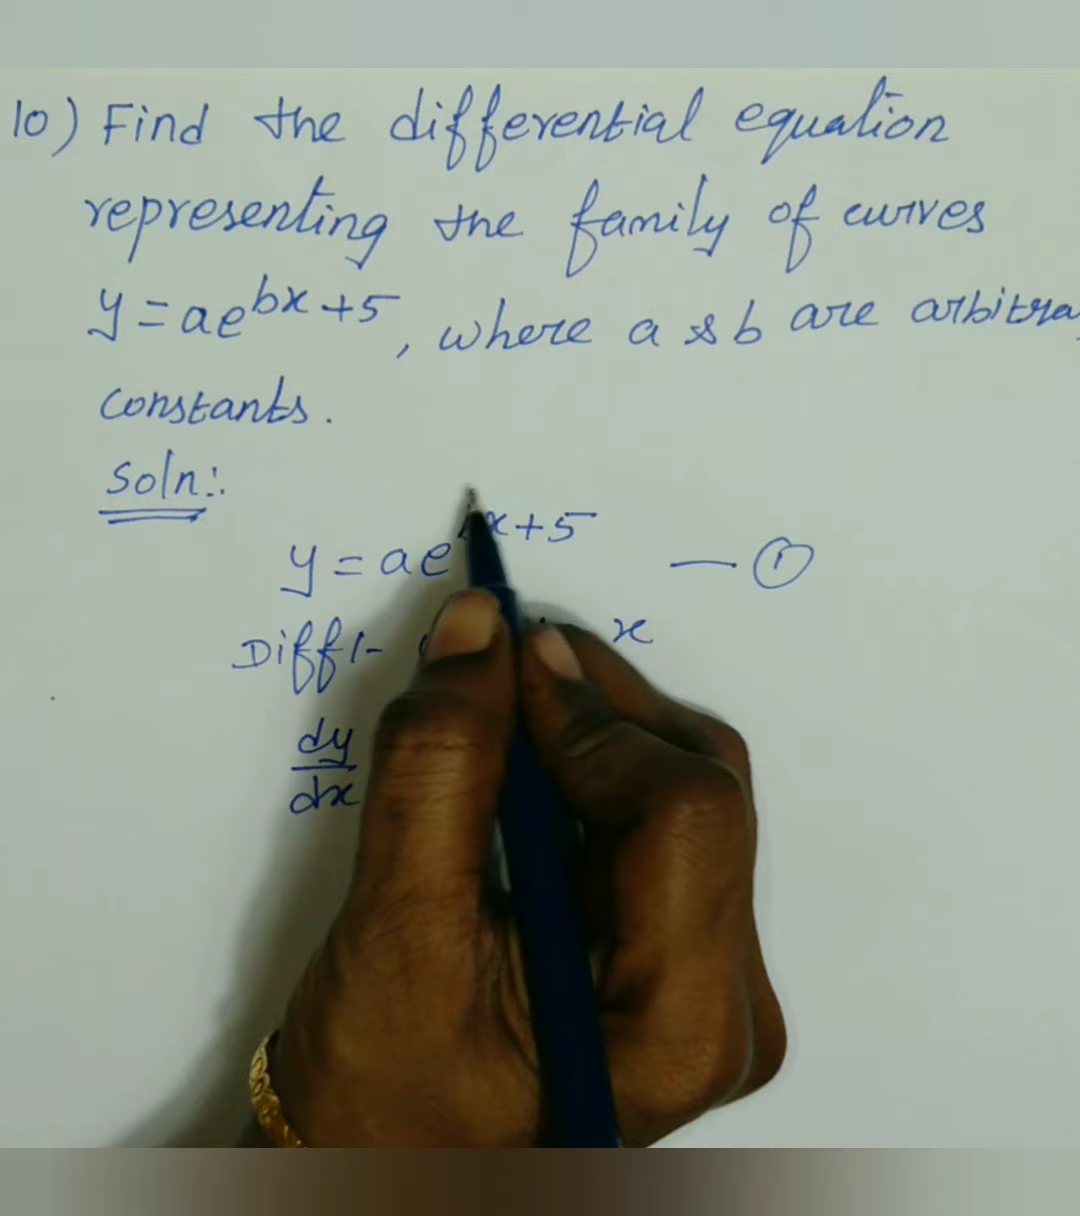 10) Find the differential equation
representing the family of curves
y = ae^{bx+5}, where a & b are arbitra
constants.
Soln:
y = ae x+5 — ①
Diff/- x
dy/dx